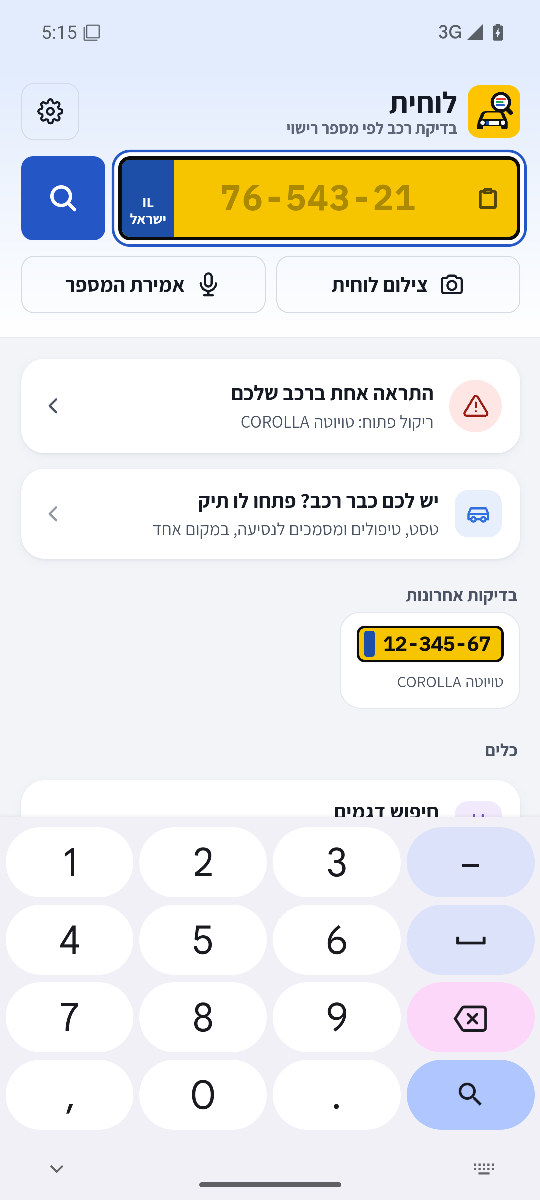 5:15 3G
לוחית
בדיקת רכב לפי מספר רישוי
76-543-21
IL
ישראל
צילום לוחית
אמירת המספר
התראה אחת ברכב שלכם
ריקול פתוח: טויוטה COROLLA
יש לכם כבר רכב? פתחו לו תיק
טסט, טיפולים ומסמכים לנסיעה, במקום אחד
בדיקות אחרונות
12-345-67
טויוטה COROLLA
כלים
חיפוש דגמים
1 2 3 –
4 5 6
7 8 9
, 0 .